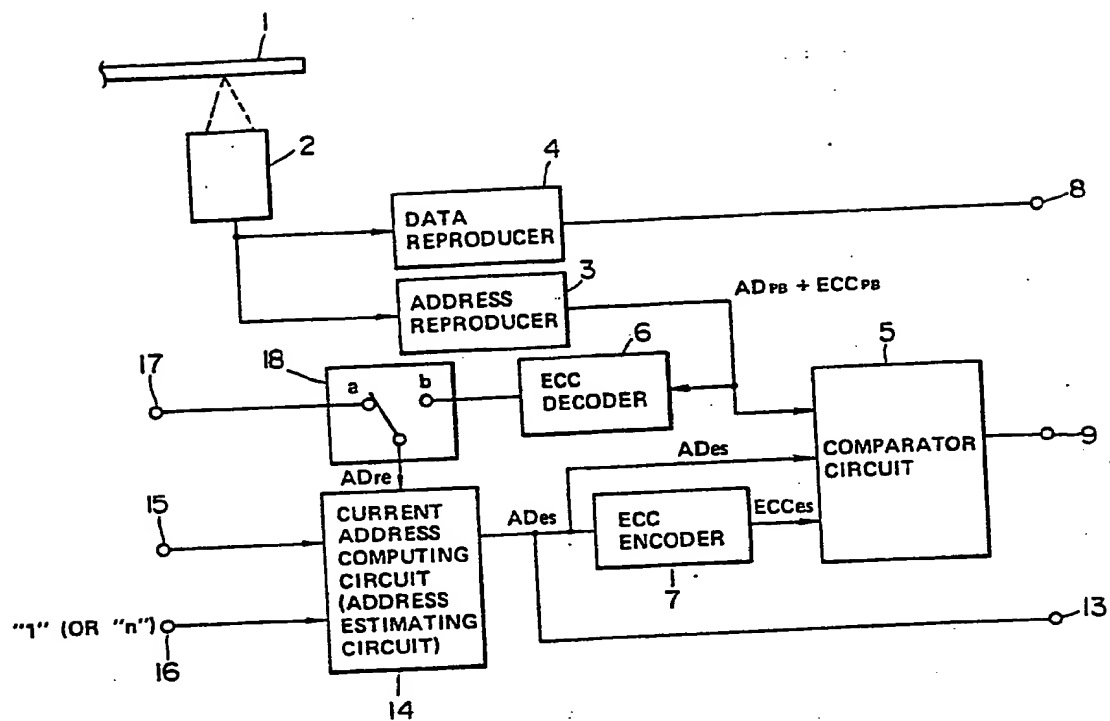 1
2
4
DATA
REPRODUCER
8
3
ADDRESS
REPRODUCER
ADPB + ECCPB
17
18
a
b
6
ECC
DECODER
5
COMPARATOR
CIRCUIT
9
ADre
ADes
15
CURRENT
ADDRESS
COMPUTING
CIRCUIT
(ADDRESS
ESTIMATING
CIRCUIT)
ADes
ECC
ENCODER
ECCes
7
13
"1" (OR "n")
16
14